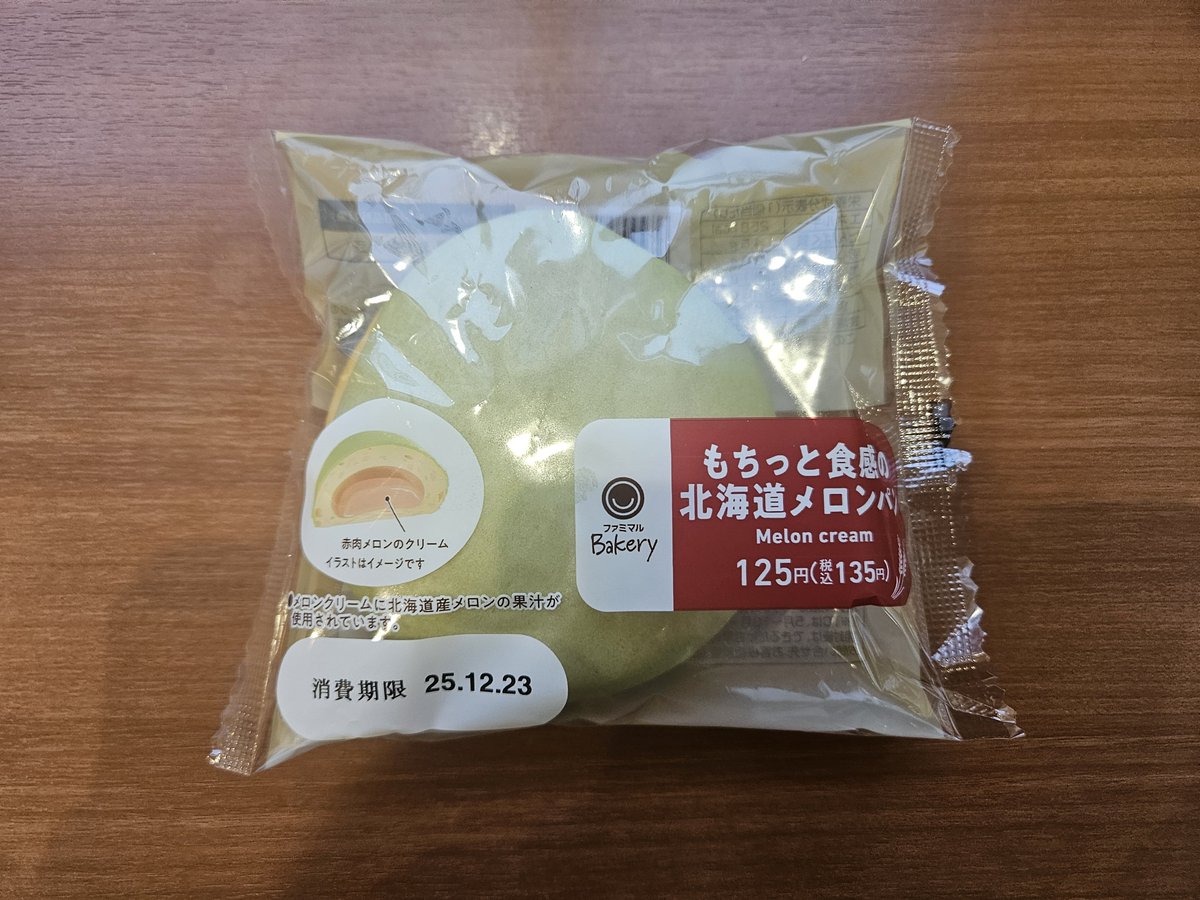 もちっと食感の
北海道メロンパン
Melon cream
125円(税込135円)
ファミマル
Bakery
赤肉メロンのクリーム
イラストはイメージです
●メロンクリームに北海道産メロンの果汁が
使用されています。
消費期限 25.12.23